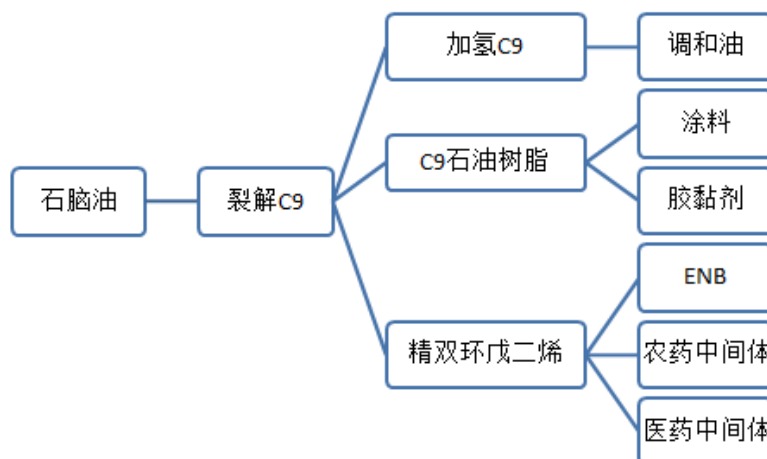 石脑油
裂解C9
加氢C9
调和油
C9石油树脂
涂料
胶黏剂
精双环戊二烯
ENB
农药中间体
医药中间体